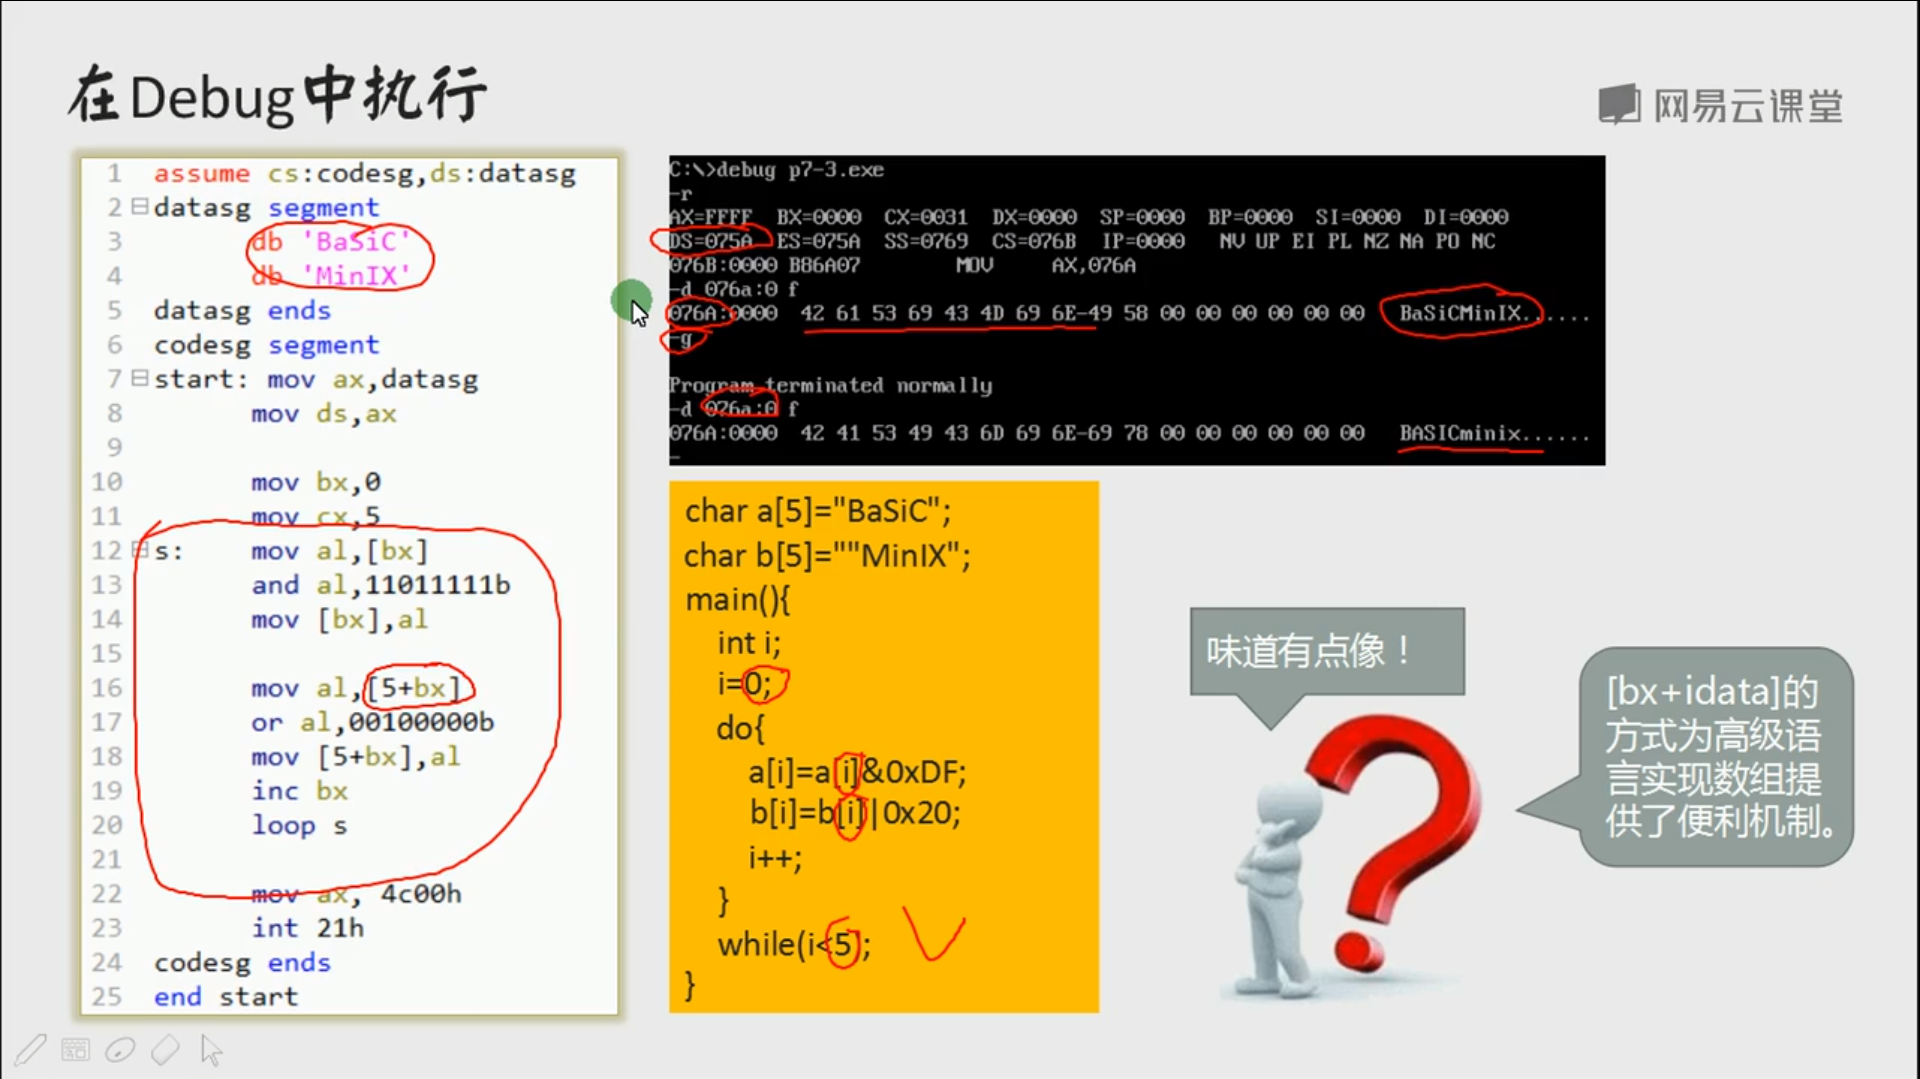 在Debug中执行
网易云课堂
1 assume cs:codesg,ds:datasg
2 datasg segment
3 db 'BaSiC'
4 db 'MinIX'
5 datasg ends
6 codesg segment
7 start: mov ax,datasg
8 mov ds,ax
9
10 mov bx,0
11 mov cx,5
12 s: mov al,[bx]
13 and al,11011111b
14 mov [bx],al
15
16 mov al,[5+bx]
17 or al,00100000b
18 mov [5+bx],al
19 inc bx
20 loop s
21
22 mov ax, 4c00h
23 int 21h
24 codesg ends
25 end start
C:\>debug p7-3.exe
-r
AX=FFFF BX=0000 CX=0031 DX=0000 SP=0000 BP=0000 SI=0000 DI=0000
DS=075A ES=075A SS=0769 CS=076B IP=0000 NV UP EI PL NZ NA PO NC
076B:0000 B86A07 MOV AX,076A
-d 076a:0 f
076A:0000 42 61 53 69 43 4D 69 6E-49 58 00 00 00 00 00 00 BaSiCMinIX......
-g
Program terminated normally
-d 076a:0 f
076A:0000 42 41 53 49 43 6D 69 6E-69 78 00 00 00 00 00 00 BASICminix......
-
char a[5]="BaSiC";
char b[5]=""MinIX";
main(){
int i;
i=0;
do{
a[i]=a[i]&0xDF;
b[i]=b[i]|0x20;
i++;
}
while(i<5);
}
味道有点像！
[bx+idata]的
方式为高级语
言实现数组提
供了便利机制。